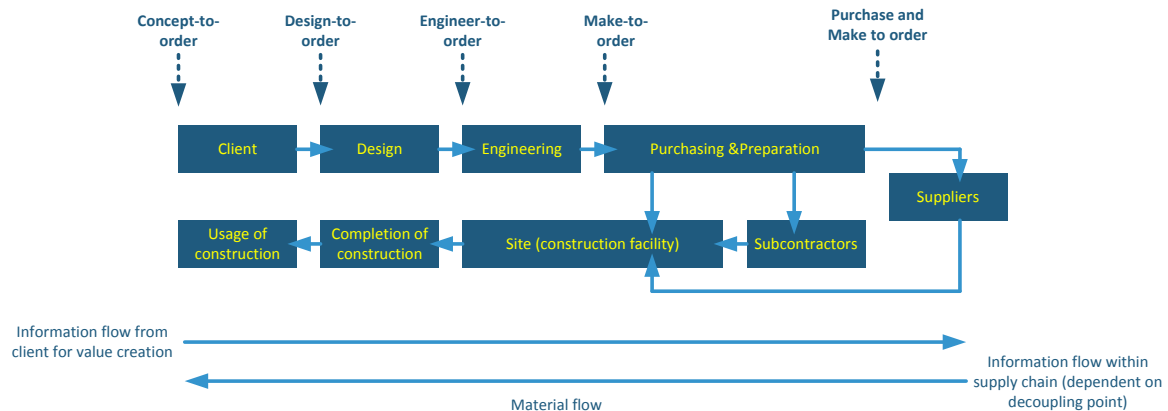 Concept-to-
order
Design-to-
order
Engineer-to-
order
Make-to-
order
Purchase and
Make to order
Client
Design
Engineering
Purchasing &Preparation
Suppliers
Usage of
construction
Completion of
construction
Site (construction facility)
Subcontractors
Information flow from
client for value creation
Information flow within
supply chain (dependent on
decoupling point)
Material flow